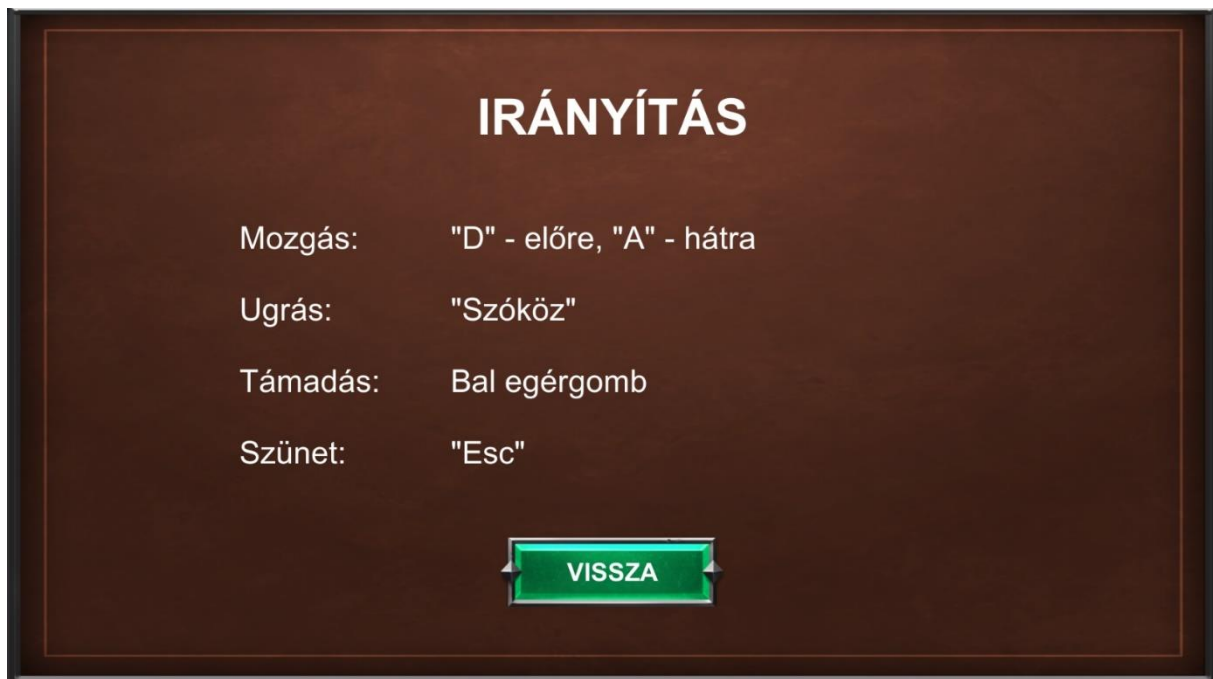 IRÁNYÍTÁS
Mozgás: "D" - előre, "A" - hátra
Ugrás: "Szóköz"
Támadás: Bal egérgomb
Szünet: "Esc"
VISSZA